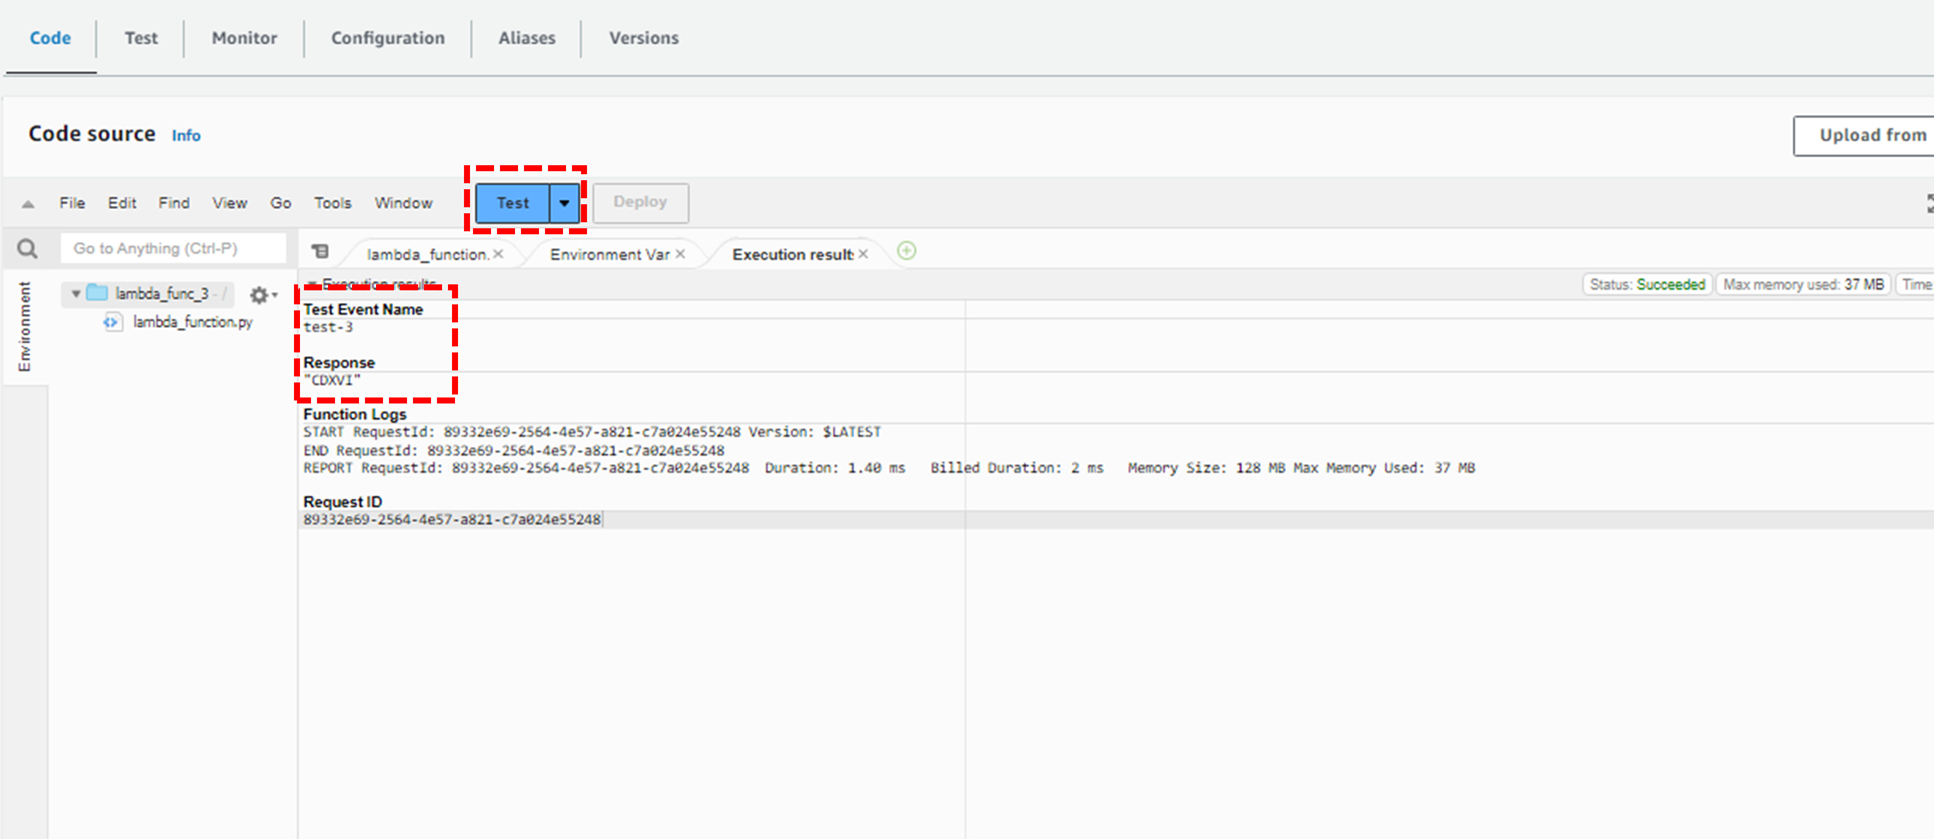 Code Test Monitor Configuration Aliases Versions
Code source Info
Upload from
File Edit Find View Go Tools Window Test Deploy
Go to Anything (Ctrl-P) lambda_function. Environment Var Execution result
Execution results
Status: Succeeded Max memory used: 37 MB Time
Environment
lambda_func_3 - /
lambda_function.py
Test Event Name
test-3
Response
"CDXVI"
Function Logs
START RequestId: 89332e69-2564-4e57-a821-c7a024e55248 Version: $LATEST
END RequestId: 89332e69-2564-4e57-a821-c7a024e55248
REPORT RequestId: 89332e69-2564-4e57-a821-c7a024e55248 Duration: 1.40 ms Billed Duration: 2 ms Memory Size: 128 MB Max Memory Used: 37 MB
Request ID
89332e69-2564-4e57-a821-c7a024e55248